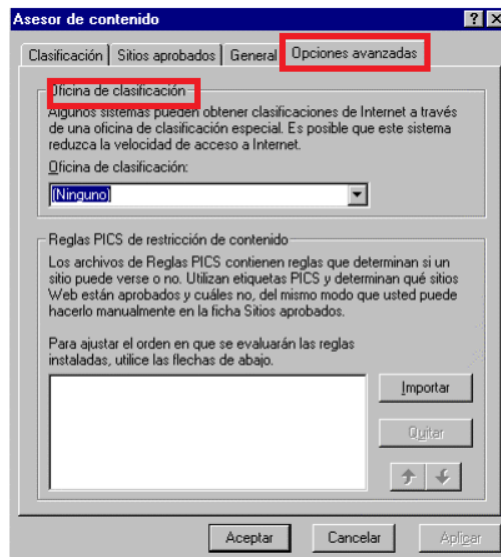 Asesor de contenido
Clasificación
Sitios aprobados
General
Opciones avanzadas
Oficina de clasificación
Algunos sistemas pueden obtener clasificaciones de Internet a través
de una oficina de clasificación especial. Es posible que este sistema
reduzca la velocidad de acceso a Internet.
Oficina de clasificación:
(Ninguno)
Reglas PICS de restricción de contenido
Los archivos de Reglas PICS contienen reglas que determinan si un
sitio puede verse o no. Utilizan etiquetas PICS y determinan qué sitios
Web están aprobados y cuáles no, del mismo modo que usted puede
hacerlo manualmente en la ficha Sitios aprobados.
Para ajustar el orden en que se evaluarán las reglas
instaladas, utilice las flechas de abajo.
Importar
Quitar
Aceptar
Cancelar
Aplicar